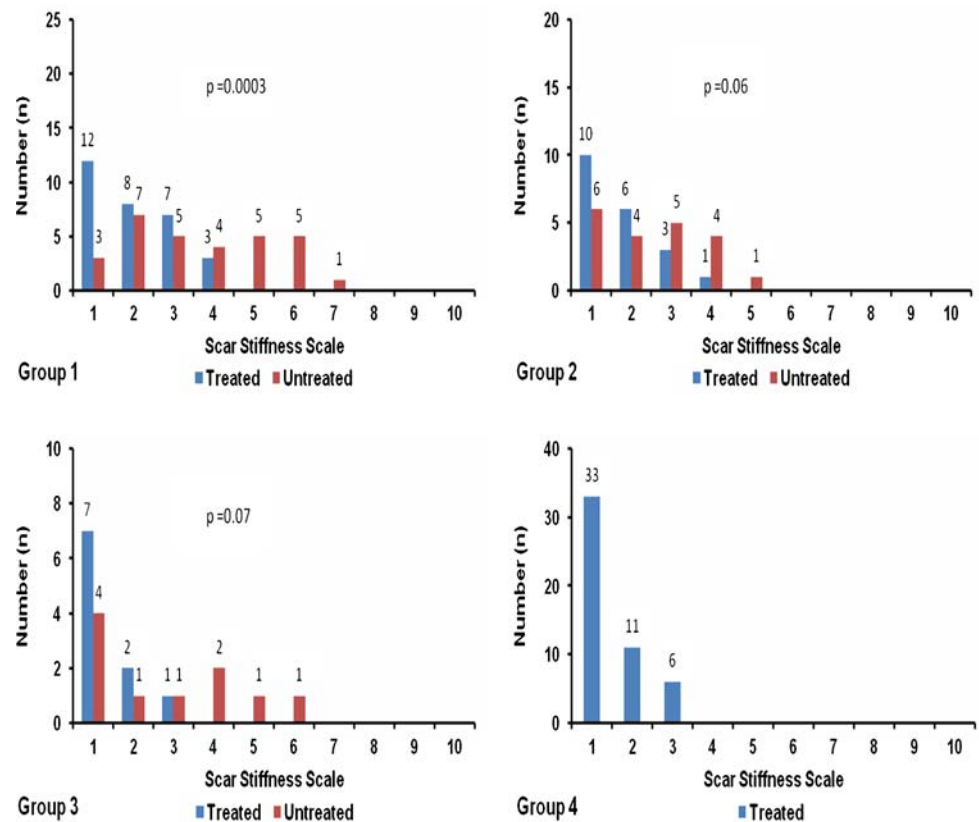 25
20
15
10
5
0
Number (n)
p =0.0003
12
3
8
7
7
5
3
4
5
5
1
1 2 3 4 5 6 7 8 9 10
Scar Stiffness Scale
Group 1
Treated Untreated
20
15
10
5
0
Number (n)
p =0.06
10
6
6
4
3
5
1
4
1
1 2 3 4 5 6 7 8 9 10
Scar Stiffness Scale
Group 2
Treated Untreated
10
8
6
4
2
0
Number (n)
p =0.07
7
4
2
1
1
1
2
1
1
1 2 3 4 5 6 7 8 9 10
Scar Stiffness Scale
Group 3
Treated Untreated
40
30
20
10
0
Number (n)
33
11
6
1 2 3 4 5 6 7 8 9 10
Scar Stiffness Scale
Group 4
Treated